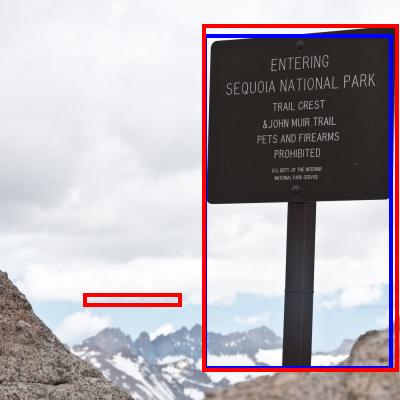 ENTERING
SEQUOIA NATIONAL PARK
TRAIL CREST
& JOHN MUIR TRAIL
PETS AND FIREARMS
PROHIBITED
U.S. DEPT. OF THE INTERIOR
NATIONAL PARK SERVICE